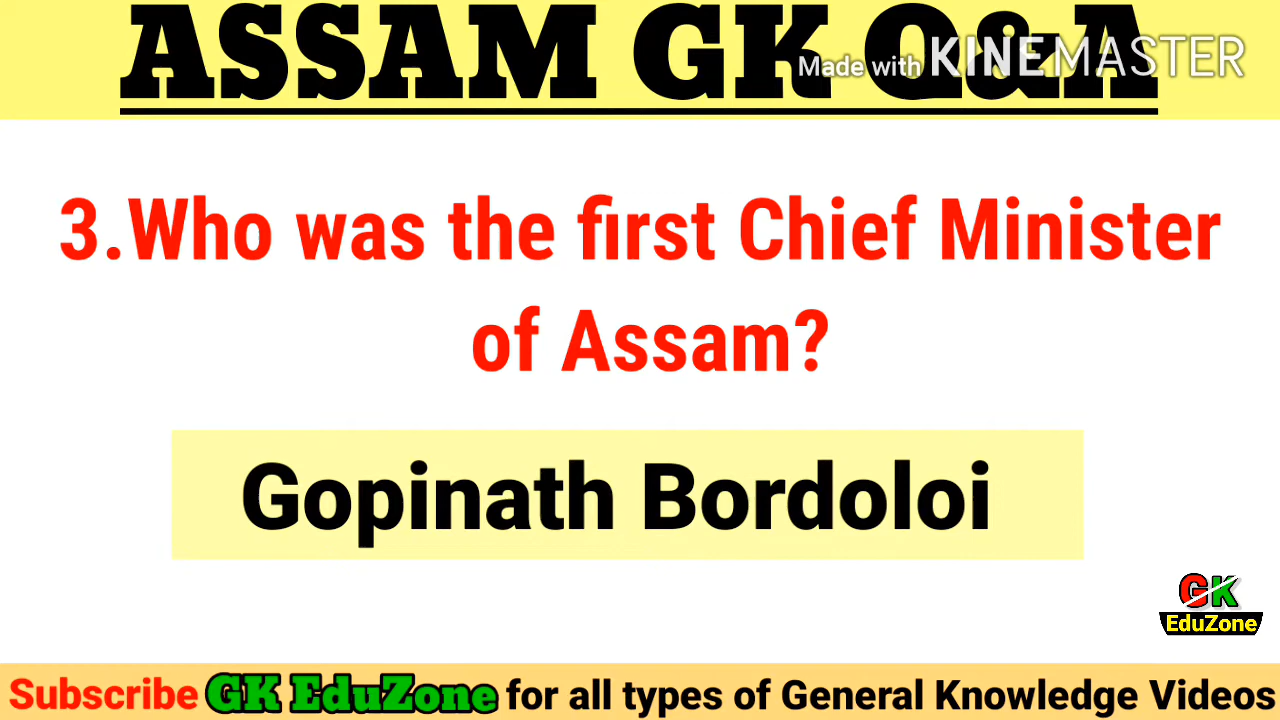 ASSAM GK Q&A
Made with KINEMASTER
3.Who was the first Chief Minister
of Assam?
Gopinath Bordoloi
GK
EduZone
Subscribe GK EduZone for all types of General Knowledge Videos